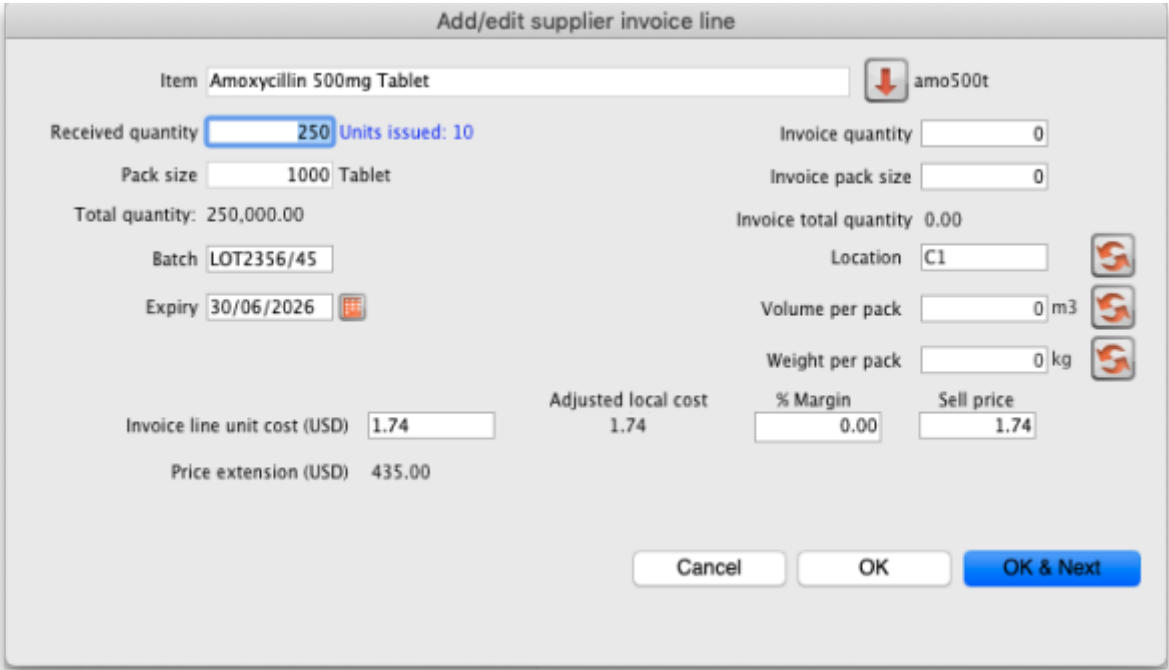 Add/edit supplier invoice line
Item Amoxycillin 500mg Tablet amo500t
Received quantity 250 Units issued: 10 Invoice quantity 0
Pack size 1000 Tablet Invoice pack size 0
Total quantity: 250,000.00 Invoice total quantity 0.00
Batch LOT2356/45 Location C1
Expiry 30/06/2026 Volume per pack 0 m3
Weight per pack 0 kg
Adjusted local cost % Margin Sell price
Invoice line unit cost (USD) 1.74 1.74 0.00 1.74
Price extension (USD) 435.00
Cancel OK OK & Next